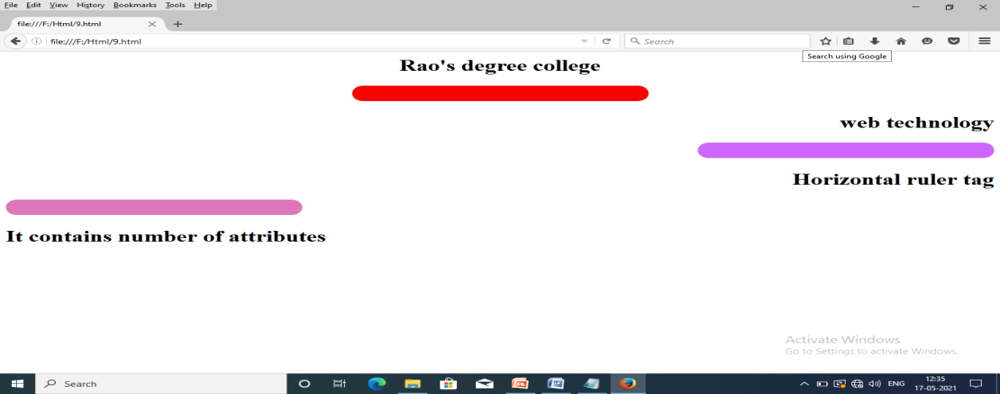 File Edit View History Bookmarks Tools Help
file:///F:/Html/9.html
file:///F:/Html/9.html
Search
Search using Google
Rao's degree college
web technology
Horizontal ruler tag
It contains number of attributes
Activate Windows
Go to Settings to activate Windows.
Search
ENG
12:35
17-05-2021